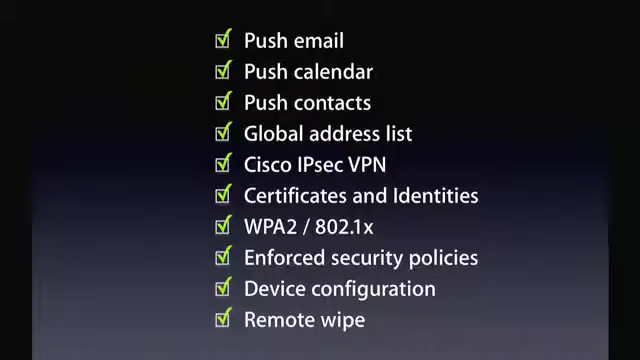 Push email
Push calendar
Push contacts
Global address list
Cisco IPsec VPN
Certificates and Identities
WPA2 / 802.1x
Enforced security policies
Device configuration
Remote wipe